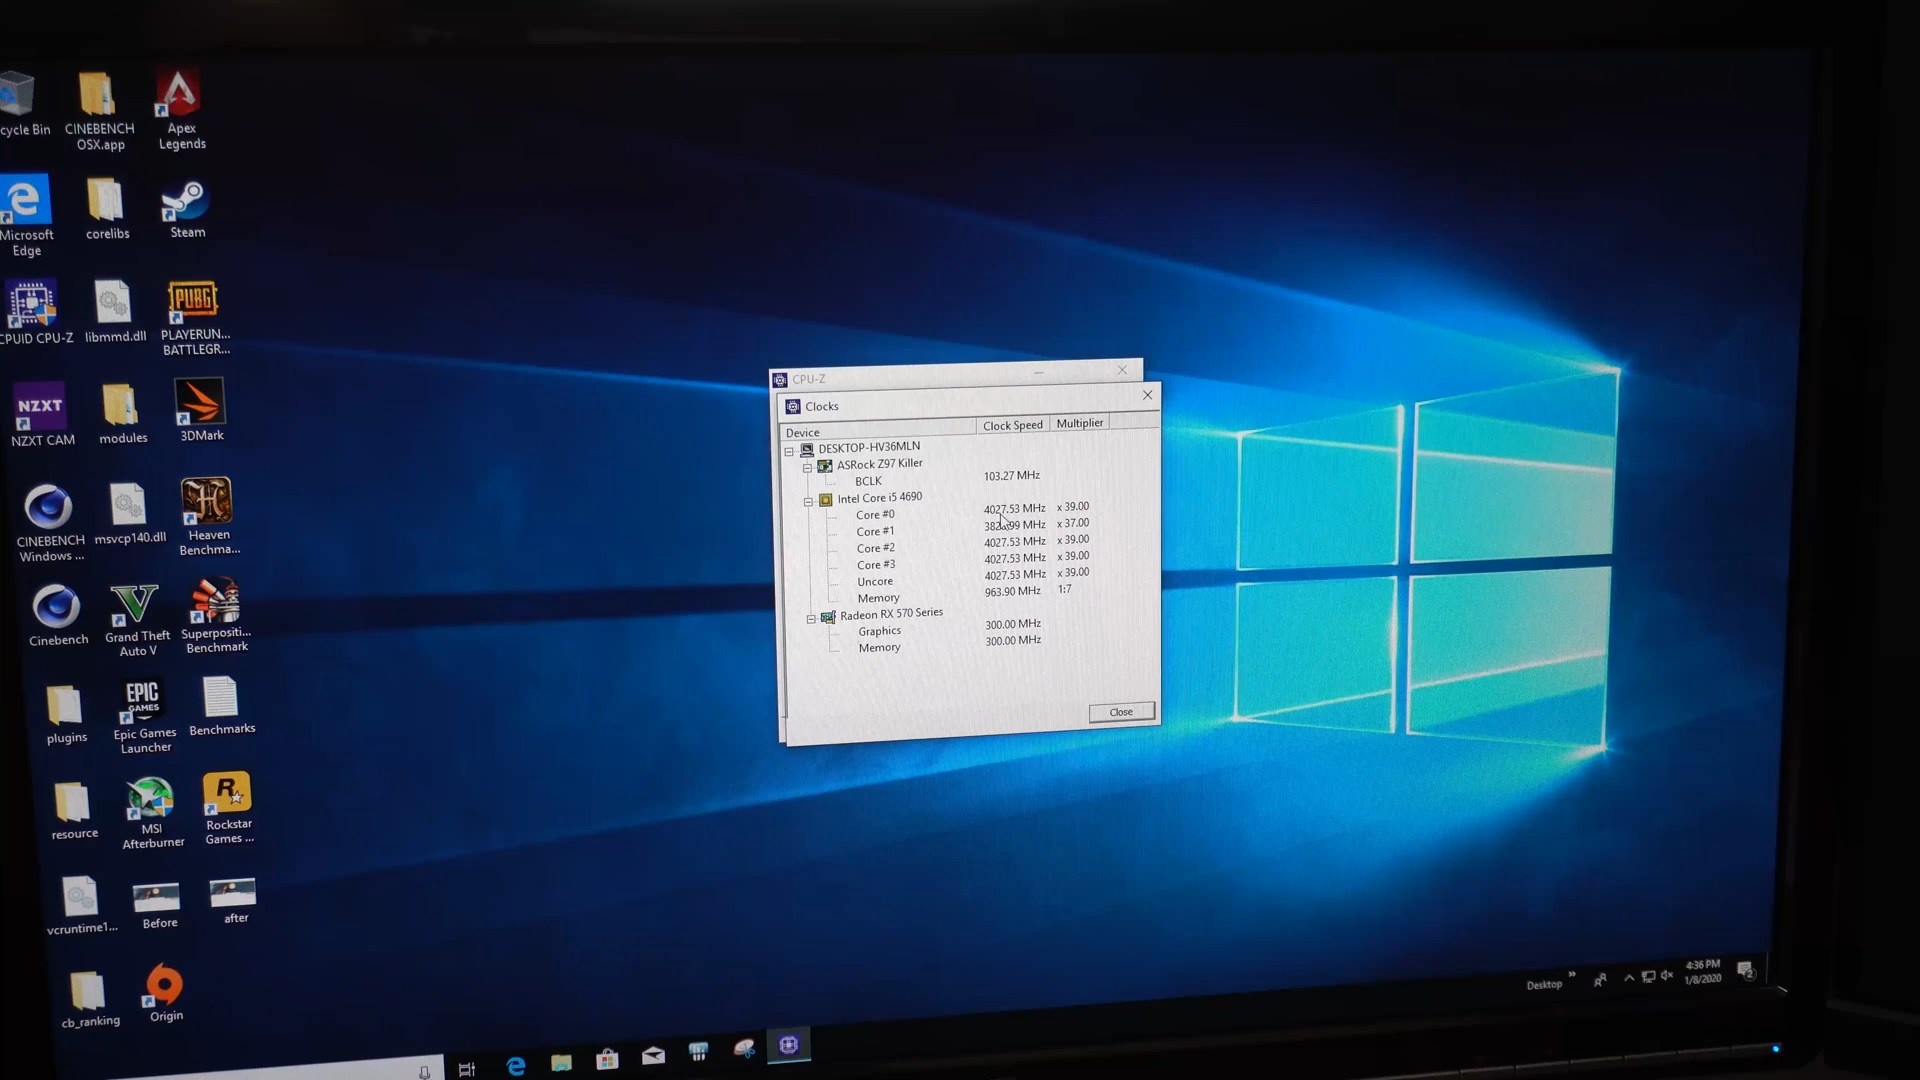 cycle Bin
CINEBENCH
OSX.app
Apex
Legends
Microsoft
Edge
corelibs
Steam
CPUID CPU-Z
libmmd.dll
PUBG
PLAYERUN...
BATTLEGR...
NZXT
NZXT CAM
modules
3DMark
CINEBENCH
Windows ...
msvcp140.dll
Heaven
Benchma...
Cinebench
Grand Theft
Auto V
Superpositi...
Benchmark
plugins
EPIC
GAMES
Epic Games
Launcher
Benchmarks
resource
MSI
Afterburner
Rockstar
Games ...
vcruntime1...
Before
after
cb_ranking
Origin
CPU-Z
Clocks
Device Clock Speed Multiplier
DESKTOP-HV36MLN
ASRock Z97 Killer
BCLK 103.27 MHz
Intel Core i5 4690
Core #0 4027.53 MHz x 39.00
Core #1 MHz x 37.00
Core #2 4027.53 MHz x 39.00
Core #3 4027.53 MHz x 39.00
Uncore 4027.53 MHz x 39.00
Memory 963.90 MHz 1:7
Radeon RX 570 Series
Graphics 300.00 MHz
Memory 300.00 MHz
Close
Desktop
4:36 PM
1/8/2020
2